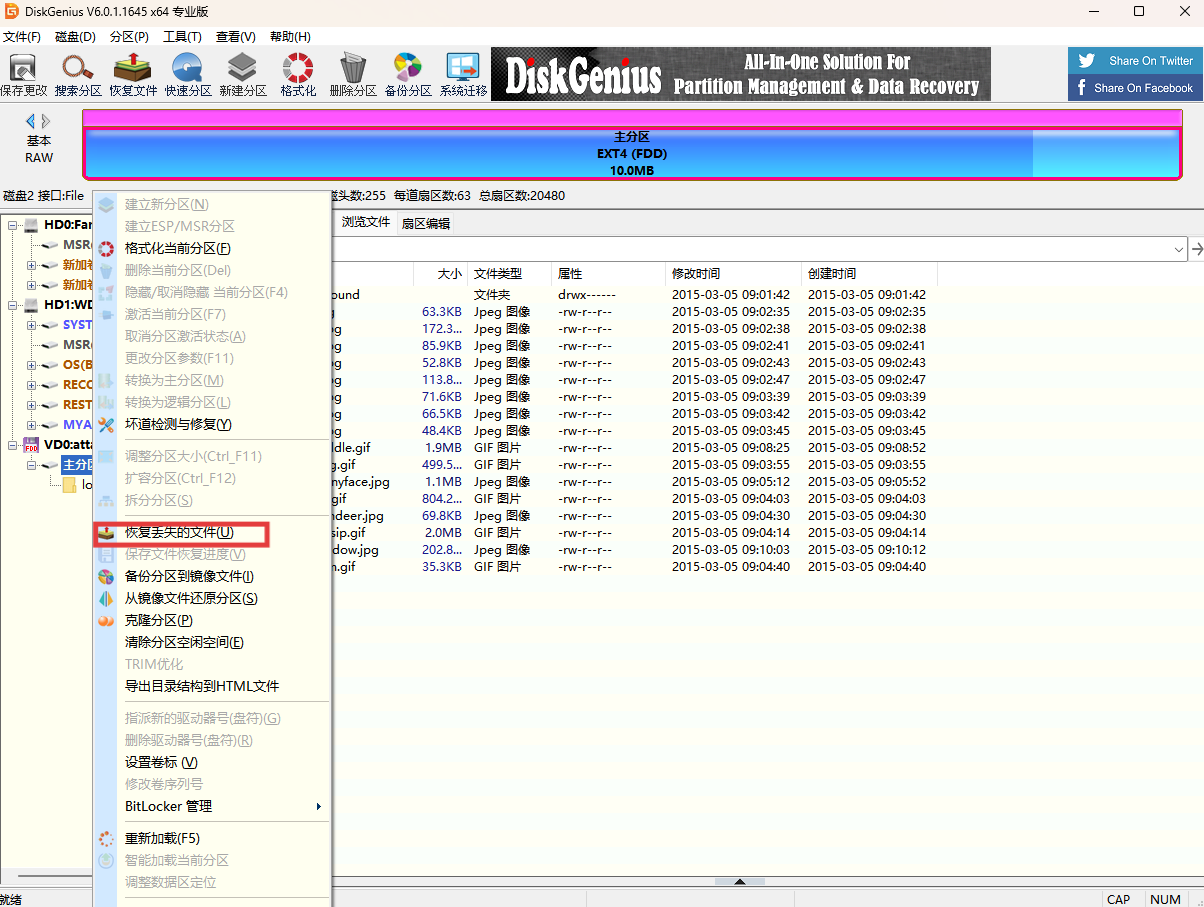 DiskGenius V6.0.1.1645 x64 专业版
文件(F) 磁盘(D) 分区(P) 工具(T) 查看(V) 帮助(H)
保存更改 搜索分区 恢复文件 快速分区 新建分区 格式化 删除分区 备份分区 系统迁移
DiskGenius
All-In-One Solution For
Partition Management & Data Recovery
Share On Twitter
Share On Facebook
基本
RAW
主分区
EXT4 (FDD)
10.0MB
磁盘2 接口:File
磁头数:255 每道扇区数:63 总扇区数:20480
HD0:Far
MSR(
新加卷
新加卷
HD1:WD
SYST
MSR(
OS(B
RECO
REST
MYA
VD0:atta
FDD
主分区
lo
建立新分区(N)
建立ESP/MSR分区
格式化当前分区(F)
删除当前分区(Del)
隐藏/取消隐藏 当前分区(F4)
激活当前分区(F7)
取消分区激活状态(A)
更改分区参数(F11)
转换为主分区(M)
转换为逻辑分区(L)
坏道检测与修复(Y)
调整分区大小(Ctrl_F11)
扩容分区(Ctrl_F12)
拆分分区(S)
恢复丢失的文件(U)
保存文件恢复进度(V)
备份分区到镜像文件(I)
从镜像文件还原分区(S)
克隆分区(P)
清除分区空闲空间(E)
TRIM优化
导出目录结构到HTML文件
指派新的驱动器号(盘符)(G)
删除驱动器号(盘符)(R)
设置卷标 (V)
修改卷序列号
BitLocker 管理
重新加载(F5)
智能加载当前分区
调整数据区定位
浏览文件 扇区编辑
大小 文件类型 属性 修改时间 创建时间
ound 文件夹 drwx------ 2015-03-05 09:01:42 2015-03-05 09:01:42
g 63.3KB Jpeg 图像 -rw-r--r-- 2015-03-05 09:02:35 2015-03-05 09:02:35
og 172.3... Jpeg 图像 -rw-r--r-- 2015-03-05 09:02:38 2015-03-05 09:02:38
og 85.9KB Jpeg 图像 -rw-r--r-- 2015-03-05 09:02:41 2015-03-05 09:02:41
og 52.8KB Jpeg 图像 -rw-r--r-- 2015-03-05 09:02:43 2015-03-05 09:02:43
og 113.8... Jpeg 图像 -rw-r--r-- 2015-03-05 09:02:47 2015-03-05 09:02:47
og 71.6KB Jpeg 图像 -rw-r--r-- 2015-03-05 09:03:39 2015-03-05 09:03:39
og 66.5KB Jpeg 图像 -rw-r--r-- 2015-03-05 09:03:42 2015-03-05 09:03:42
og 48.4KB Jpeg 图像 -rw-r--r-- 2015-03-05 09:03:45 2015-03-05 09:03:45
ddle.gif 1.9MB GIF 图片 -rw-r--r-- 2015-03-05 09:08:25 2015-03-05 09:08:52
g.gif 499.5... GIF 图片 -rw-r--r-- 2015-03-05 09:03:55 2015-03-05 09:03:55
nyface.jpg 1.1MB Jpeg 图像 -rw-r--r-- 2015-03-05 09:05:12 2015-03-05 09:05:52
gif 804.2... GIF 图片 -rw-r--r-- 2015-03-05 09:04:03 2015-03-05 09:04:03
ndeer.jpg 69.8KB Jpeg 图像 -rw-r--r-- 2015-03-05 09:04:30 2015-03-05 09:04:30
sip.gif 2.0MB GIF 图片 -rw-r--r-- 2015-03-05 09:04:14 2015-03-05 09:04:14
dow.jpg 202.8... Jpeg 图像 -rw-r--r-- 2015-03-05 09:10:03 2015-03-05 09:10:12
n.gif 35.3KB GIF 图片 -rw-r--r-- 2015-03-05 09:04:40 2015-03-05 09:04:40
就绪 CAP NUM